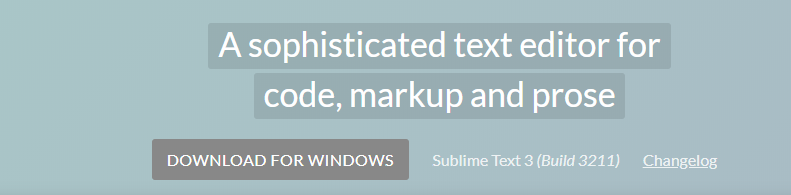 A sophisticated text editor for
code, markup and prose
DOWNLOAD FOR WINDOWS Sublime Text 3 (Build 3211) Changelog